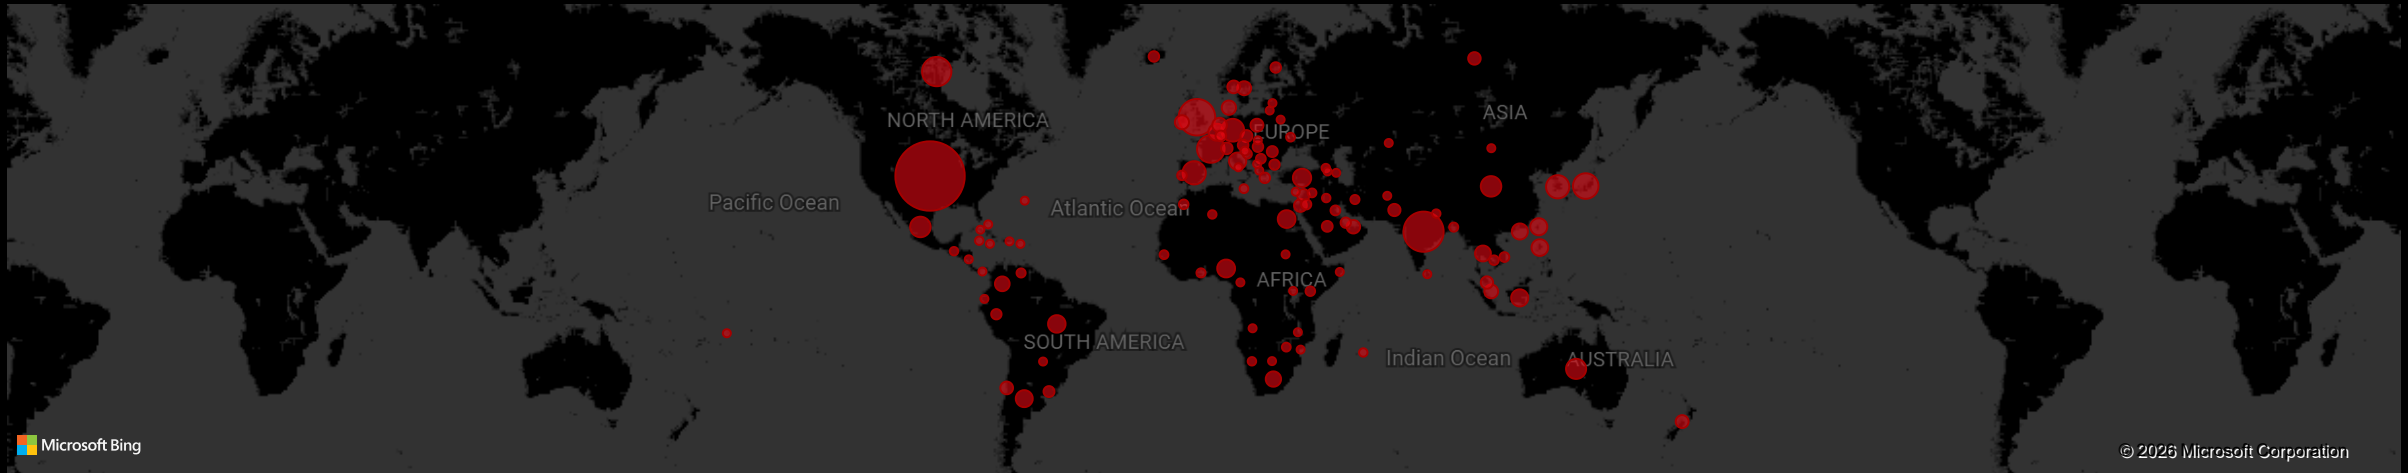 NORTH AMERICA
ASIA
EUROPE
Pacific Ocean
Atlantic Ocean
AFRICA
SOUTH AMERICA
Indian Ocean
AUSTRALIA
Microsoft Bing
© 2026 Microsoft Corporation